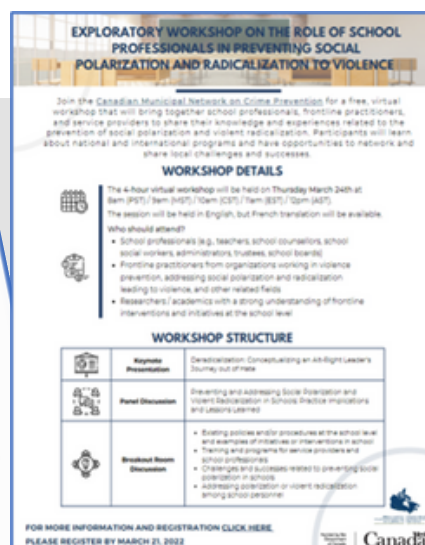 EXPLORATORY WORKSHOP ON THE ROLE OF SCHOOL
PROFESSIONALS IN PREVENTING SOCIAL
POLARIZATION AND RADICALIZATION TO VIOLENCE
Join the Canadian Municipal Network on Crime Prevention for a free, virtual
workshop that will bring together school professionals, frontline practitioners,
and service providers to share their knowledge and experiences related to the
prevention of social polarization and violent radicalization. Participants will learn
about national and international programs and have opportunities to network and
share local challenges and successes.
WORKSHOP DETAILS
The 4-hour virtual workshop will be held on Thursday March 24th at
8am (PST) / 9am (MST) / 10am (CST) / 11am (EST) / 12pm (AST).
The session will be held in English, but French translation will be available.
Who should attend?
• School professionals (e.g., teachers, school counsellors, school
social workers, administrators, trustees, school boards)
• Frontline practitioners from organizations working in violence
prevention, addressing social polarization and radicalization
leading to violence, and other related fields
• Researchers / academics with a strong understanding of frontline
interventions and initiatives at the school level
WORKSHOP STRUCTURE
Keynote
Presentation
Deradicalization: Conceptualizing an Alt-Right Leader's
Journey out of Hate
Panel Discussion
Preventing and Addressing Social Polarization and
Violent Radicalization in Schools: Practice Implications
and Lessons Learned
Breakout Room
Discussion
• Existing policies and/or procedures at the school level
and examples of initiatives or interventions in school
• Training and programs for service providers and
school professionals
• Challenges and successes related to preventing social
polarization in schools
• Addressing polarization or violent radicalization
among school personnel
FOR MORE INFORMATION AND REGISTRATION CLICK HERE.
PLEASE REGISTER BY MARCH 21, 2022
Canad